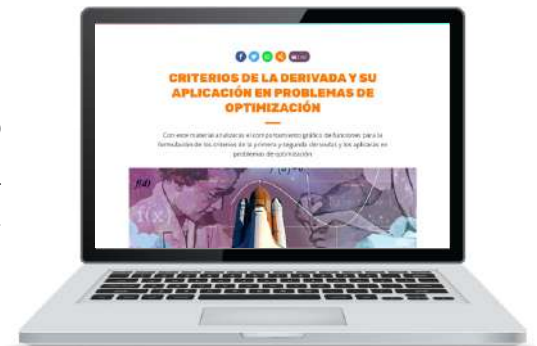 CRITERIOS DE LA DERIVADA Y SU
APLICACIÓN EN PROBLEMAS DE
OPTIMIZACIÓN
Con este material analizarás el comportamiento gráfico de funciones para la
formulación de los criterios de la primera y segunda derivadas y los aplicarás en
problemas de optimización.
f(x)